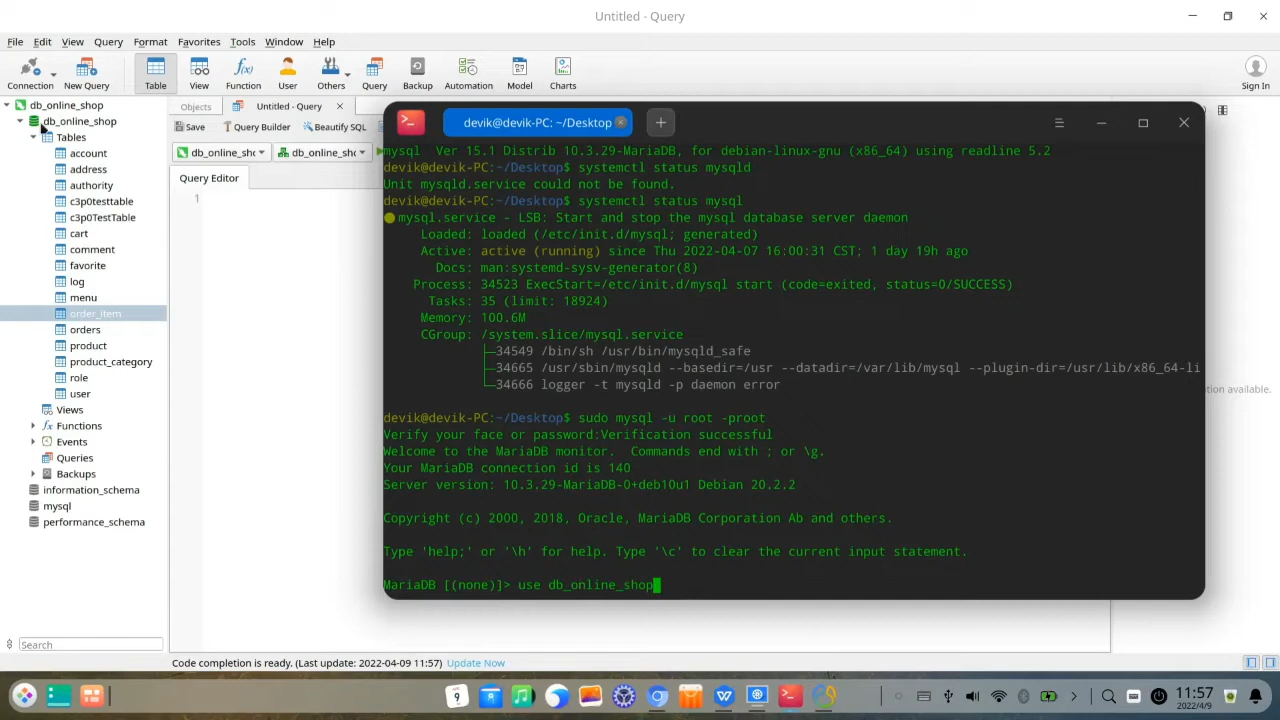 Untitled - Query
File Edit View Query Format Favorites Tools Window Help
Connection New Query Table View Function User Others Query Backup Automation Model Charts Sign In
db_online_shop
db_online_shop
Tables
account
address
authority
c3p0testtable
c3p0TestTable
cart
comment
favorite
log
menu
order_item
orders
product
product_category
role
user
Views
Functions
Events
Queries
Backups
information_schema
mysql
performance_schema
Search
Objects Untitled - Query
Save Query Builder Beautify SQL
db_online_sh db_online_sh
Query Editor
1
devik@devik-PC: ~/Desktop
mysql  Ver 15.1 Distrib 10.3.29-MariaDB, for debian-linux-gnu (x86_64) using readline 5.2
devik@devik-PC:~/Desktop$ systemctl status mysqld
Unit mysqld.service could not be found.
devik@devik-PC:~/Desktop$ systemctl status mysql
● mysql.service - LSB: Start and stop the mysql database server daemon
Loaded: loaded (/etc/init.d/mysql; generated)
Active: active (running) since Thu 2022-04-07 16:00:31 CST; 1 day 19h ago
Docs: man:systemd-sysv-generator(8)
Process: 34523 ExecStart=/etc/init.d/mysql start (code=exited, status=0/SUCCESS)
Tasks: 35 (limit: 18924)
Memory: 100.6M
CGroup: /system.slice/mysql.service
├─34549 /bin/sh /usr/bin/mysqld_safe
├─34665 /usr/sbin/mysqld --basedir=/usr --datadir=/var/lib/mysql --plugin-dir=/usr/lib/x86_64-li
└─34666 logger -t mysqld -p daemon error
devik@devik-PC:~/Desktop$ sudo mysql -u root -proot
Verify your face or password:Verification successful
Welcome to the MariaDB monitor.  Commands end with ; or \g.
Your MariaDB connection id is 140
Server version: 10.3.29-MariaDB-0+deb10u1 Debian 20.2.2
Copyright (c) 2000, 2018, Oracle, MariaDB Corporation Ab and others.
Type 'help;' or '\h' for help. Type '\c' to clear the current input statement.
MariaDB [(none)]> use db_online_shop
tion available.
Code completion is ready. (Last update: 2022-04-09 11:57) Update Now
9
11:57
2022/4/9